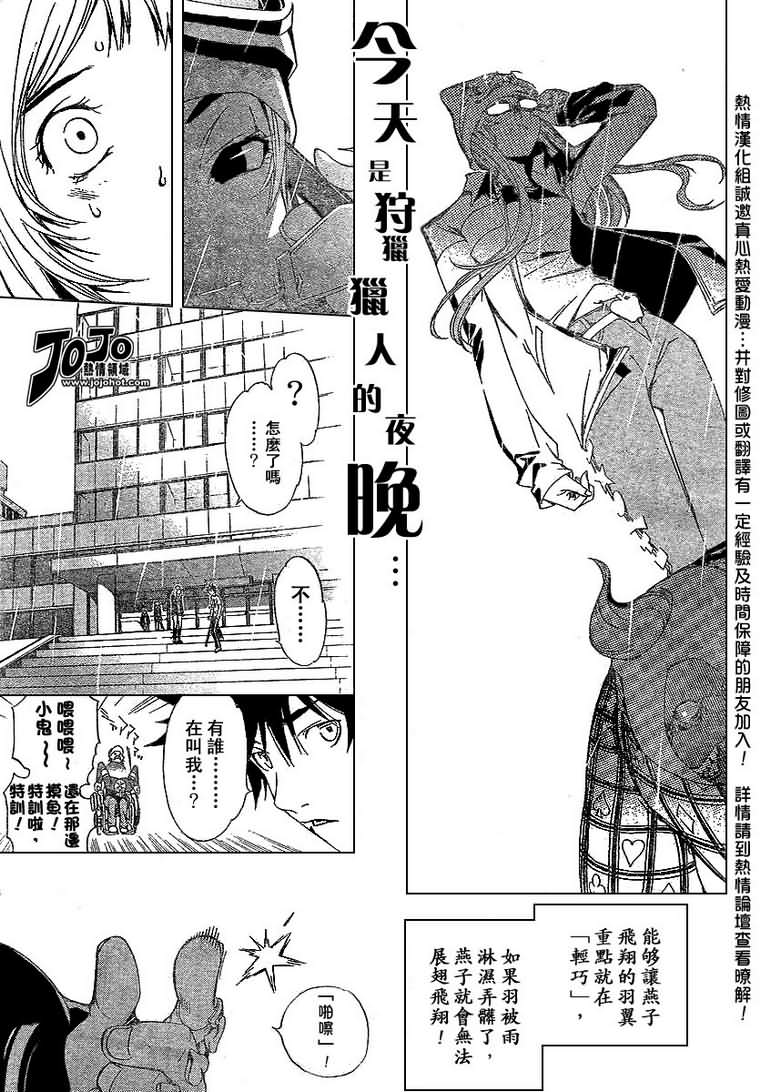 熱情漢化組誠邀真心熱愛動漫…并對修圖或翻譯有一定經驗及時間保障的朋友加入！ 詳情請到熱情論壇查看暸解！
今天是狩獵獵人的夜晚…
JOJO
熱情領域
www.jojohot.com
？
怎麼了嗎
……？
不……
有誰……
在叫我…？
喂喂喂～
小鬼～
還在那邊
摸魚！
特訓啦，
特訓！
能够讓燕子
飛翔的羽翼
重點就在
「輕巧」，
如果羽被雨
淋濕弄髒了，
燕子就會無法
展翅飛翔！
「啪嚓」！